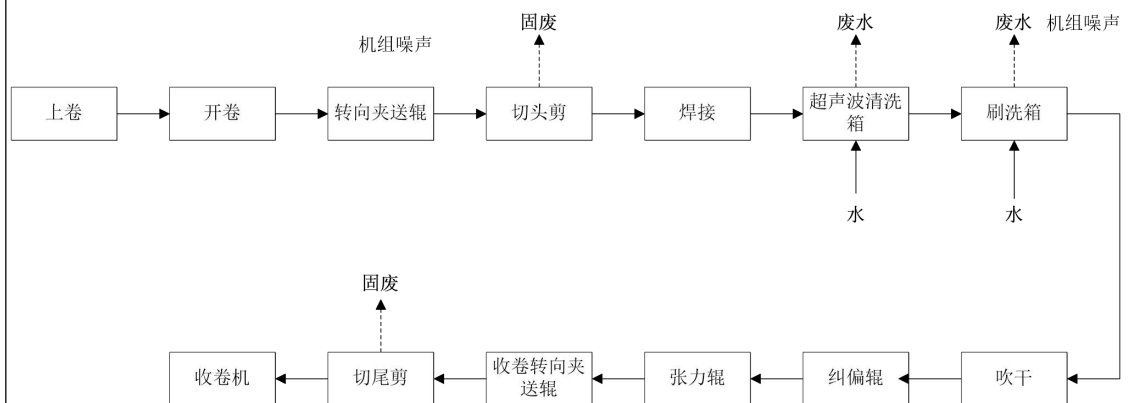 固废
废水
废水
机组噪声
机组噪声
上卷
开卷
转向夹送辊
切头剪
焊接
超声波清洗
箱
刷洗箱
水
水
固废
收卷机
切尾剪
收卷转向夹
送辊
张力辊
纠偏辊
吹干